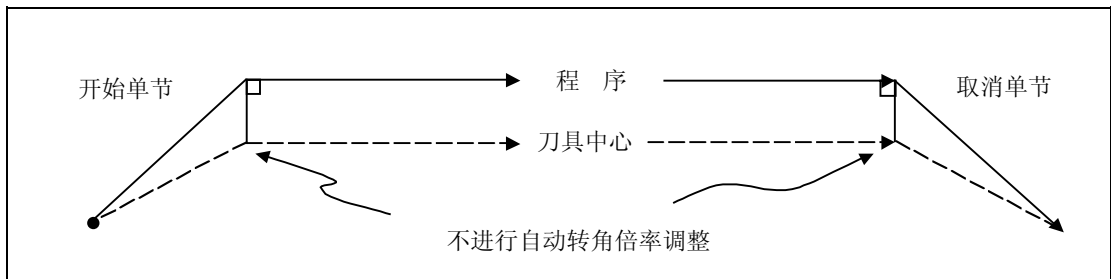 开始单节
程 序
取消单节
刀具中心
不进行自动转角倍率调整